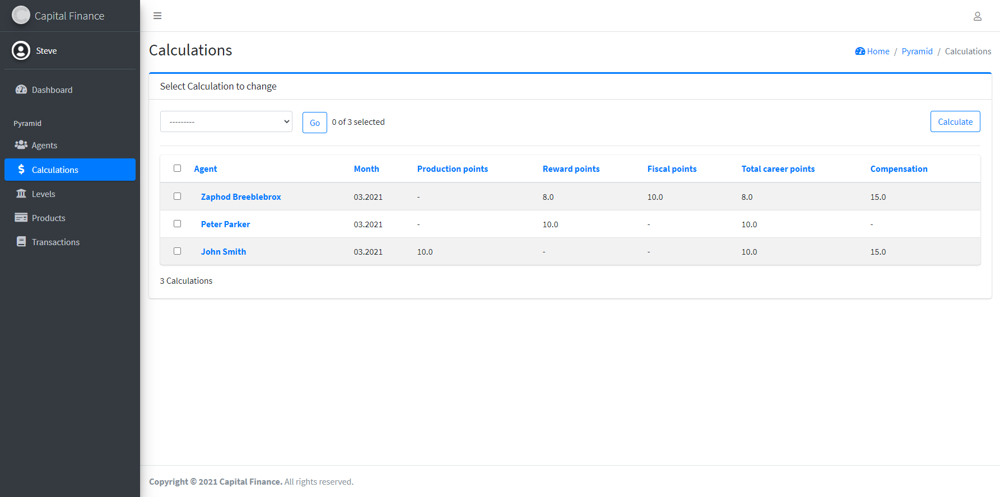 Capital Finance
Steve
Dashboard
Pyramid
Agents
Calculations
Levels
Products
Transactions
Calculations
Home / Pyramid / Calculations
Select Calculation to change
---------
Go
0 of 3 selected
Calculate
Agent Month Production points Reward points Fiscal points Total career points Compensation
Zaphod Breeblebrox 03.2021 - 8.0 10.0 8.0 15.0
Peter Parker 03.2021 - 10.0 - 10.0 -
John Smith 03.2021 10.0 - - 10.0 15.0
3 Calculations
Copyright © 2021 Capital Finance. All rights reserved.